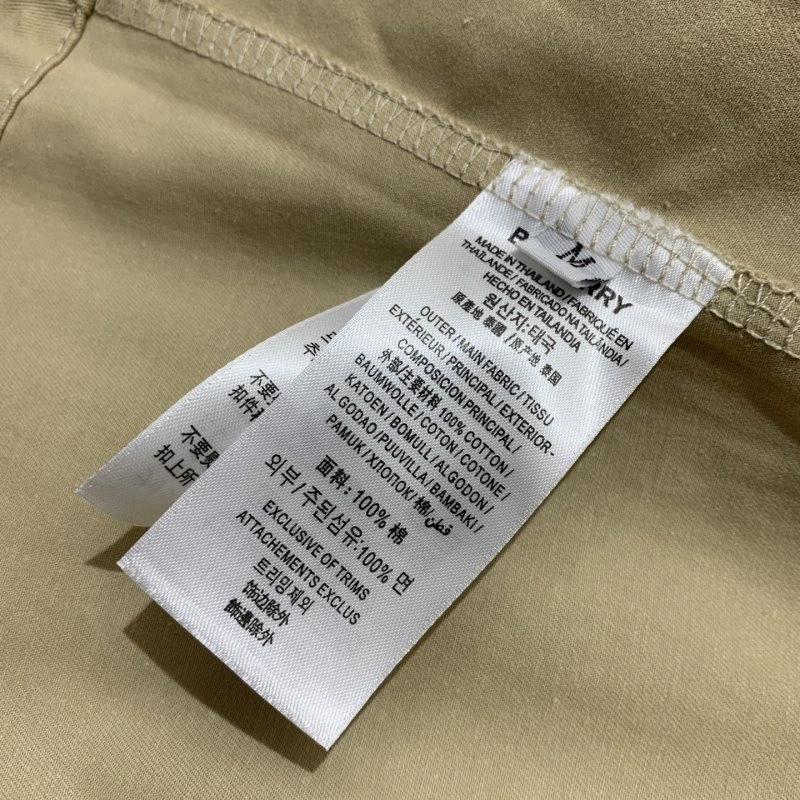 M
MADE IN THAILAND / FABRIQUÉ EN
THAÏLANDE / FABRICADO NA TAILÂNDIA /
HECHO EN TAILANDIA
원산지: 태국
原產地 泰國 / 原产地 泰国
OUTER / MAIN FABRIC / TISSU
EXTÉRIEUR / PRINCIPAL / EXTERIOR-
COMPOSICION PRINCIPAL /
外部/主要材料 100% COTTON /
BAUMWOLLE, COTON / COTONE /
KATOEN / BOMULL / ALGODON /
ALGODAO / PUUVILLA / BAMBAKI /
PAMUK / ХЛОПОК / 棉 / قطن
面料: 100% 棉
외부 / 주된섬유:100% 면
EXCLUSIVE OF TRIMS
ATTACHEMENTS EXCLUS
트리밍제외
饰边除外
飾邊除外
不要
扣件
不要
扣上所